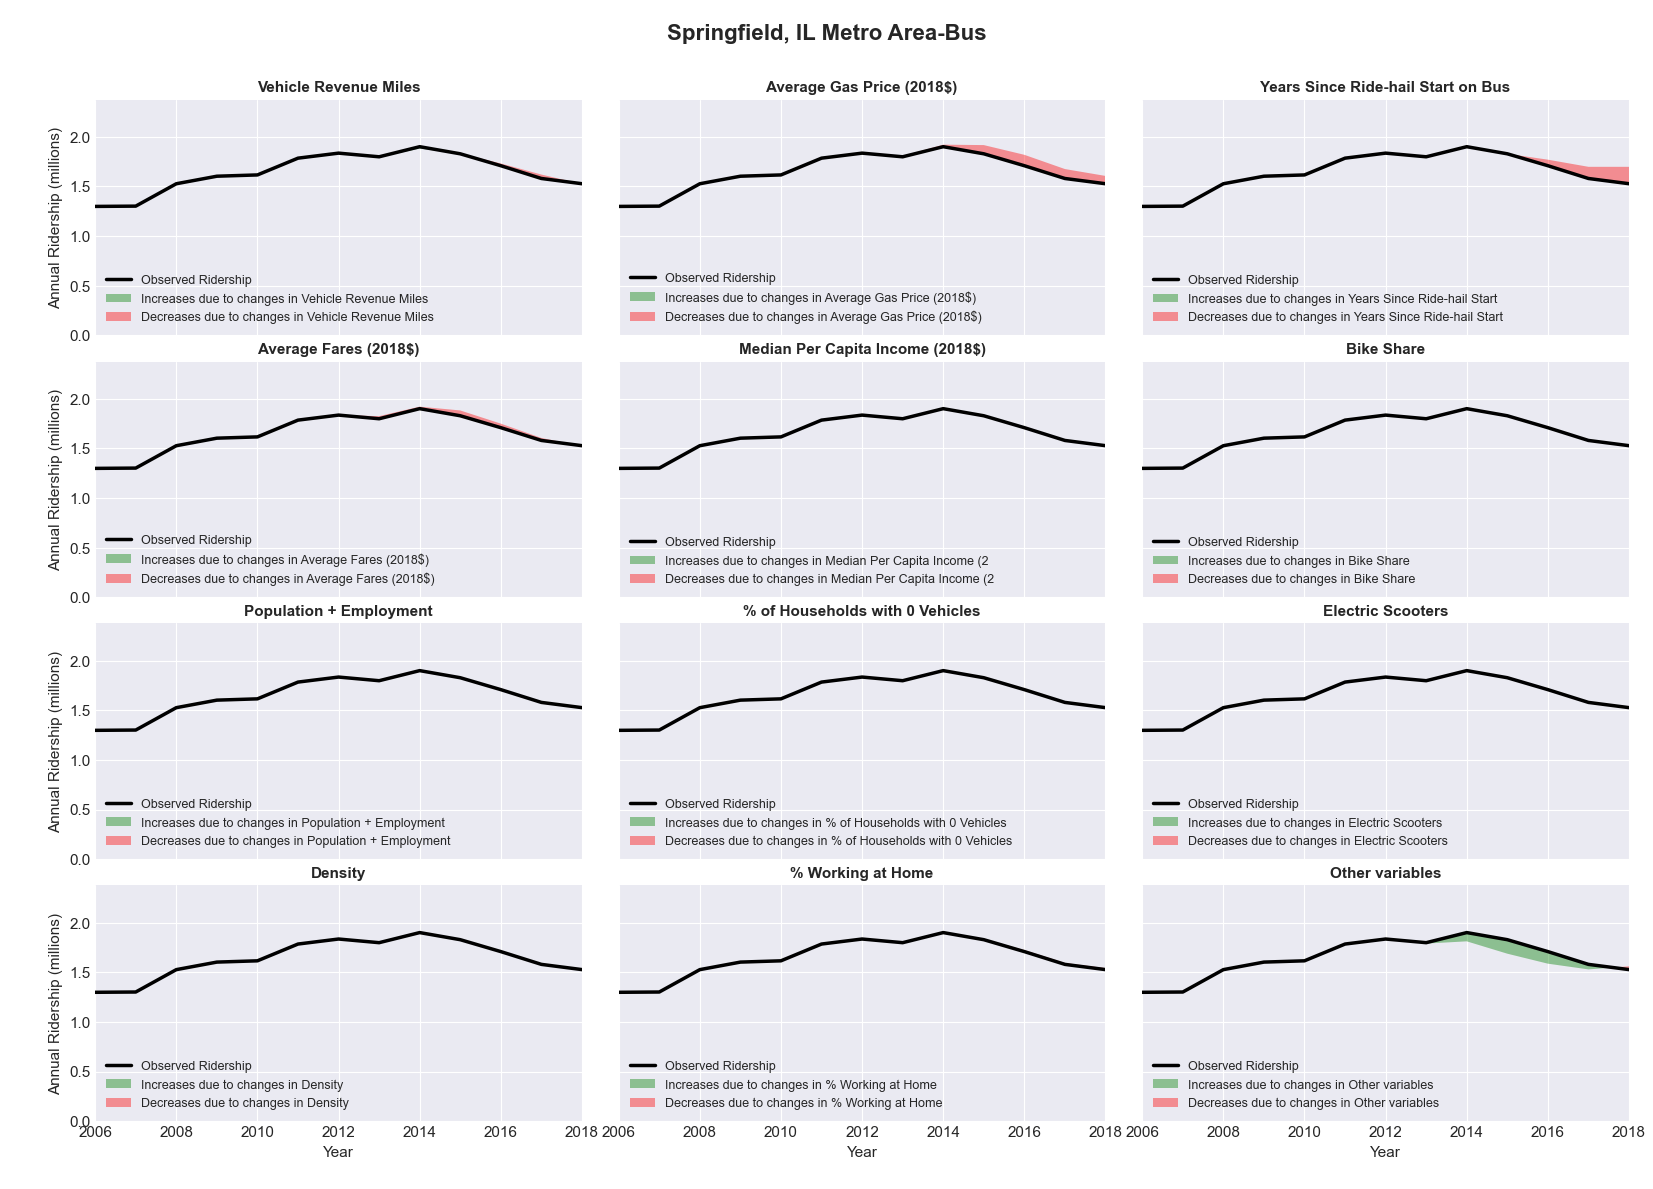 Springfield, IL Metro Area-Bus
Vehicle Revenue Miles
Average Gas Price (2018$)
Years Since Ride-hail Start on Bus
Annual Ridership (millions)
2.0
1.5
1.0
0.5
0.0
Observed Ridership
Increases due to changes in Vehicle Revenue Miles
Decreases due to changes in Vehicle Revenue Miles
Observed Ridership
Increases due to changes in Average Gas Price (2018$)
Decreases due to changes in Average Gas Price (2018$)
Observed Ridership
Increases due to changes in Years Since Ride-hail Start
Decreases due to changes in Years Since Ride-hail Start
Average Fares (2018$)
Median Per Capita Income (2018$)
Bike Share
Annual Ridership (millions)
2.0
1.5
1.0
0.5
0.0
Observed Ridership
Increases due to changes in Average Fares (2018$)
Decreases due to changes in Average Fares (2018$)
Observed Ridership
Increases due to changes in Median Per Capita Income (2
Decreases due to changes in Median Per Capita Income (2
Observed Ridership
Increases due to changes in Bike Share
Decreases due to changes in Bike Share
Population + Employment
% of Households with 0 Vehicles
Electric Scooters
Annual Ridership (millions)
2.0
1.5
1.0
0.5
0.0
Observed Ridership
Increases due to changes in Population + Employment
Decreases due to changes in Population + Employment
Observed Ridership
Increases due to changes in % of Households with 0 Vehicles
Decreases due to changes in % of Households with 0 Vehicles
Observed Ridership
Increases due to changes in Electric Scooters
Decreases due to changes in Electric Scooters
Density
% Working at Home
Other variables
Annual Ridership (millions)
2.0
1.5
1.0
0.5
0.0
Observed Ridership
Increases due to changes in Density
Decreases due to changes in Density
Observed Ridership
Increases due to changes in % Working at Home
Decreases due to changes in % Working at Home
Observed Ridership
Increases due to changes in Other variables
Decreases due to changes in Other variables
2006 2008 2010 2012 2014 2016 2018
2006 2008 2010 2012 2014 2016 2018
2006 2008 2010 2012 2014 2016 2018
Year
Year
Year